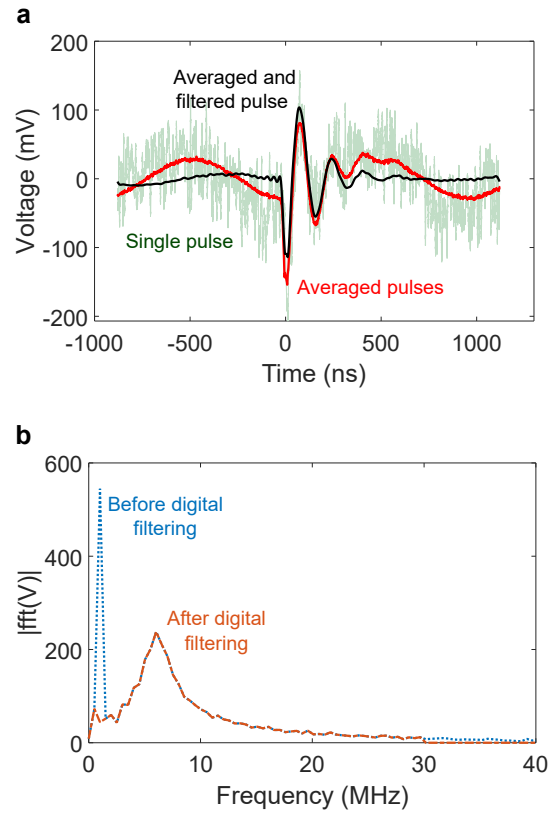 a
200
100
0
-100
-200
Voltage (mV)
Averaged and
filtered pulse
Single pulse
Averaged pulses
-1000
-500
0
500
1000
Time (ns)
b
600
400
200
0
|fft(V)|
Before digital
filtering
After digital
filtering
0
10
20
30
40
Frequency (MHz)